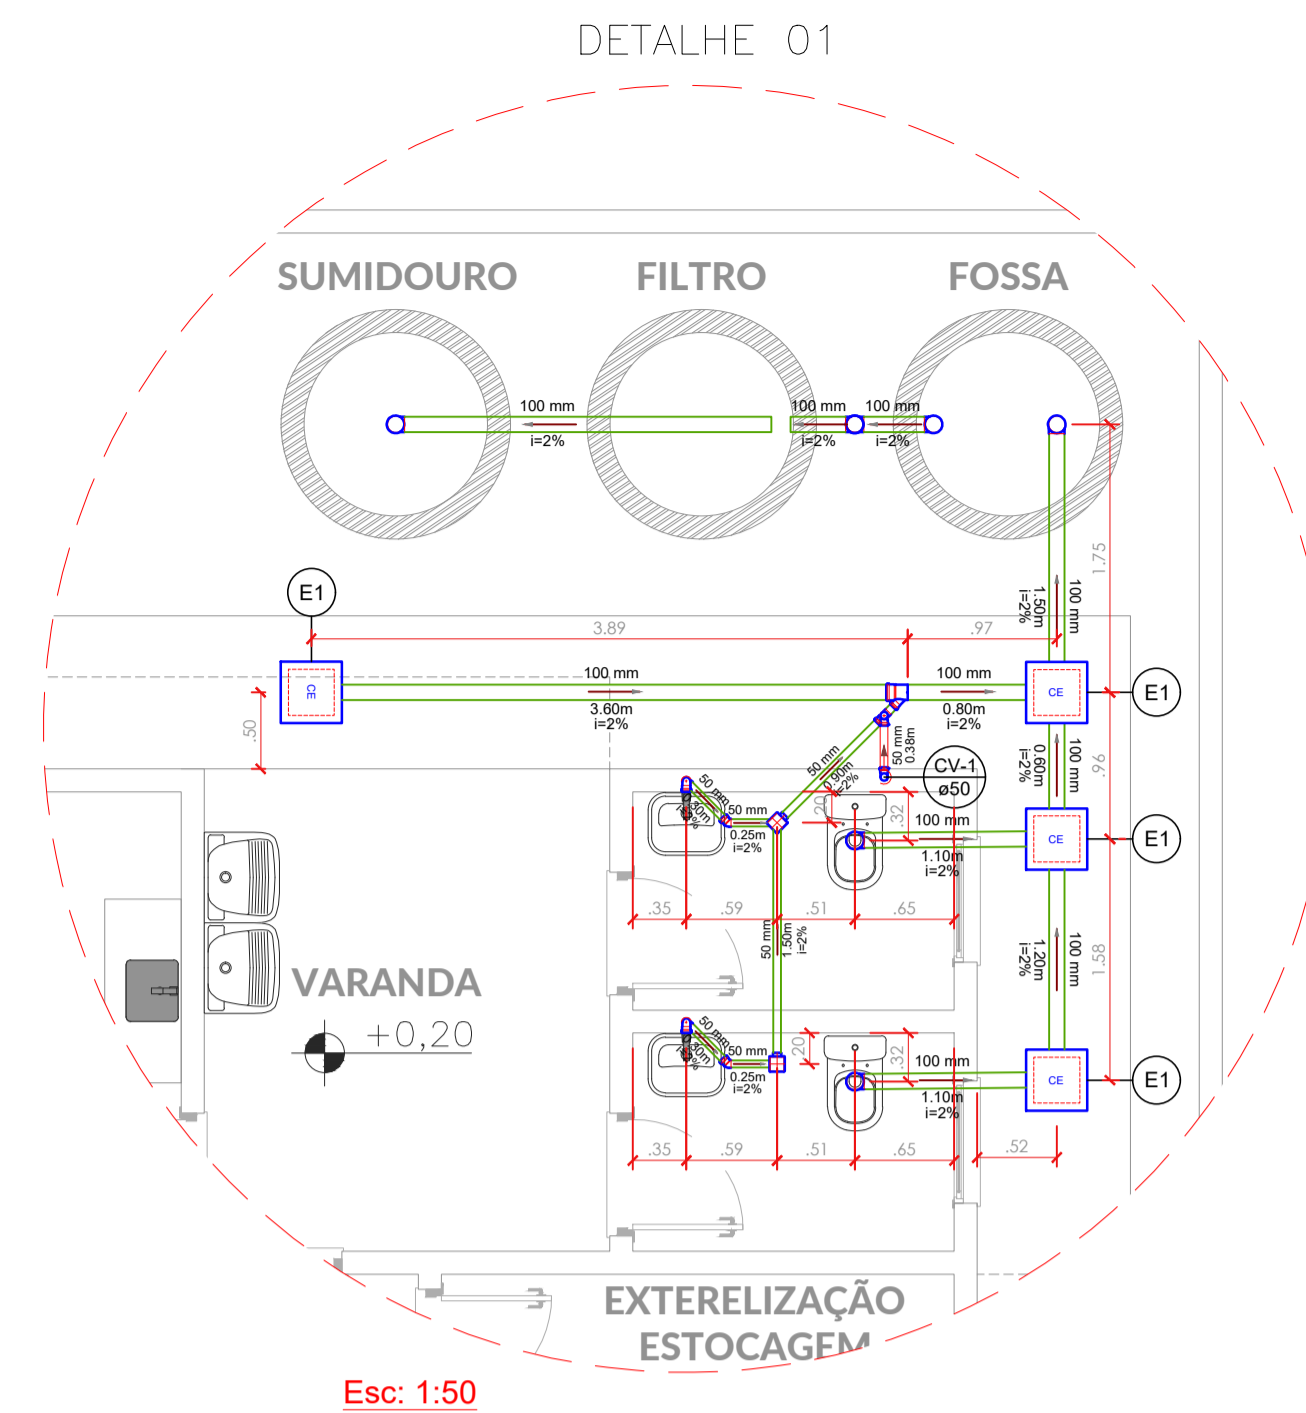 DETALHE 01
SUMIDOURO
FILTRO
FOSSA
100 mm
i=2%
100 mm
i=2%
100 mm
i=2%
1.75
1.50m
i=2%
100 mm
E1
3.89
.97
CE
100 mm
3.60m
i=2%
100 mm
0.80m
i=2%
CE
E1
.50
50 mm
0.38m
50 mm
0.90m
i=2%
CV-1
ø50
0.60m
i=2%
100 mm
.96
50 mm
i=2%
50 mm
0.25m
i=2%
.20
.32
100 mm
1.10m
i=2%
CE
E1
.35
.59
.51
.65
50 mm
1.50m
i=2%
1.20m
i=2%
100 mm
1.58
VARANDA
+0,20
50 mm
i=2%
50 mm
0.25m
i=2%
.20
.32
100 mm
1.10m
i=2%
CE
E1
.35
.59
.51
.65
.52
EXTERELIZAÇÃO
ESTOCAGEM
Esc: 1:50